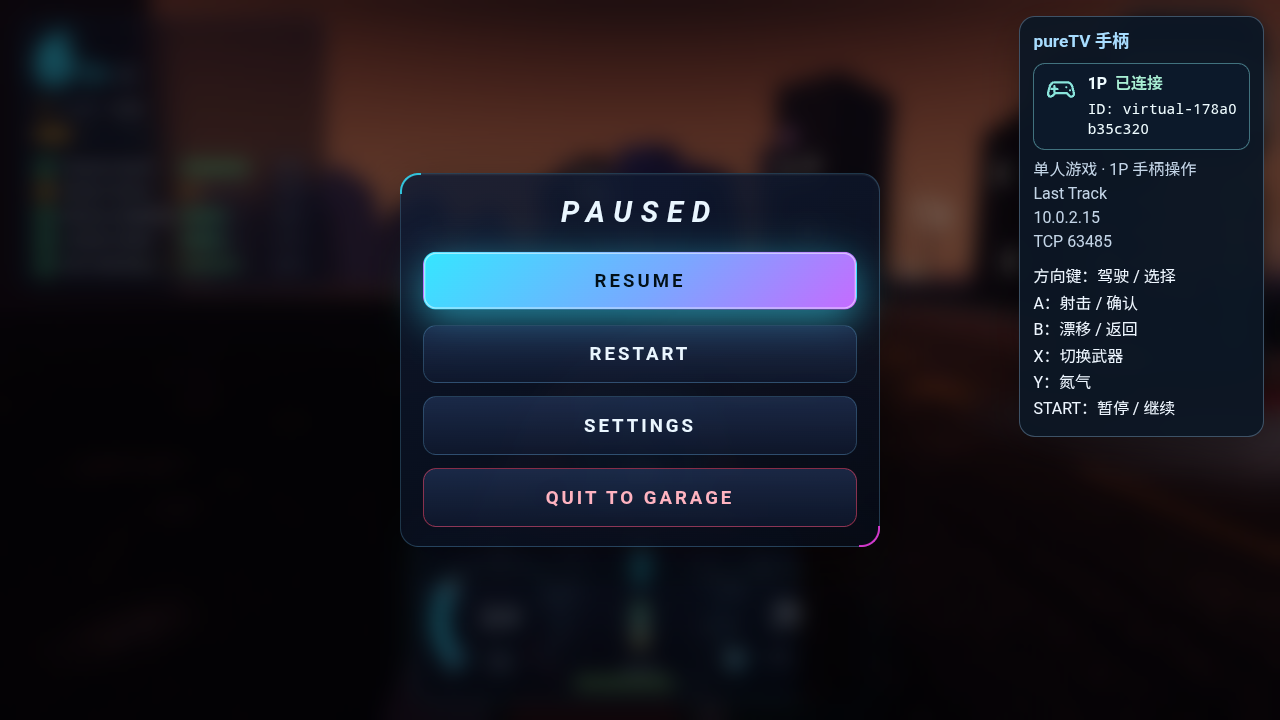 PAUSED
RESUME
RESTART
SETTINGS
QUIT TO GARAGE
pureTV 手柄
1P 已连接
ID: virtual-178a0
b35c320
单人游戏 · 1P 手柄操作
Last Track
10.0.2.15
TCP 63485
方向键：驾驶 / 选择
A：射击 / 确认
B：漂移 / 返回
X：切换武器
Y：氮气
START：暂停 / 继续